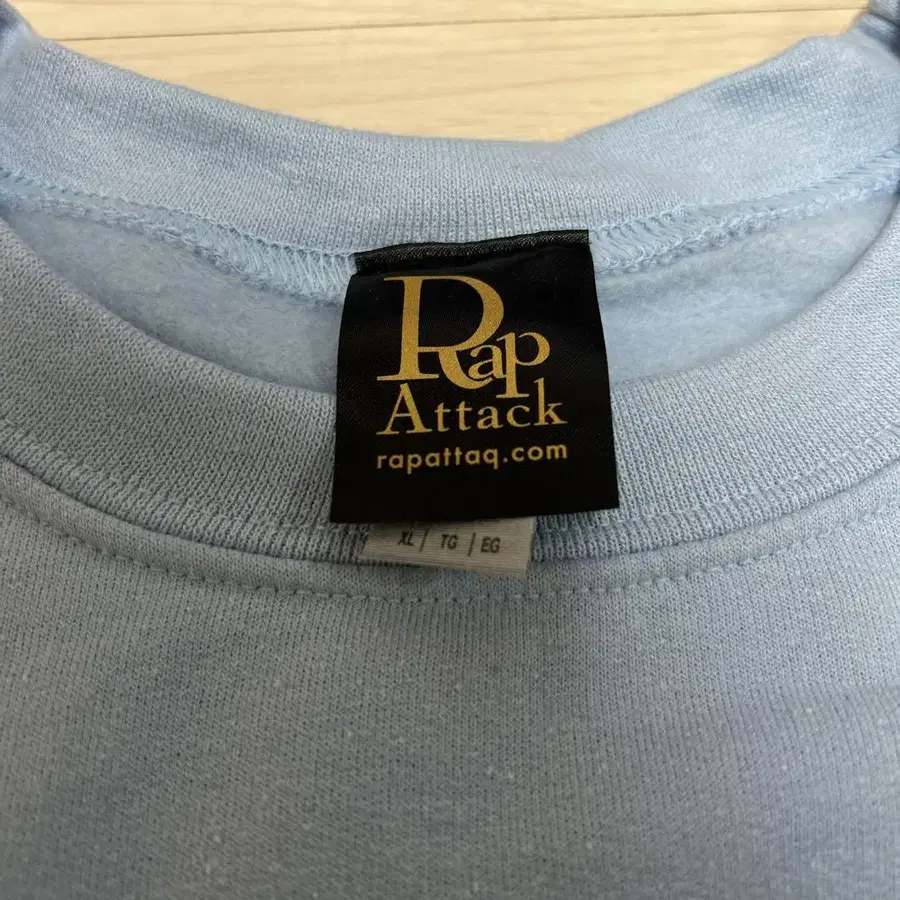 Rap
Attack
rapattaq.com
XL / TG / EG